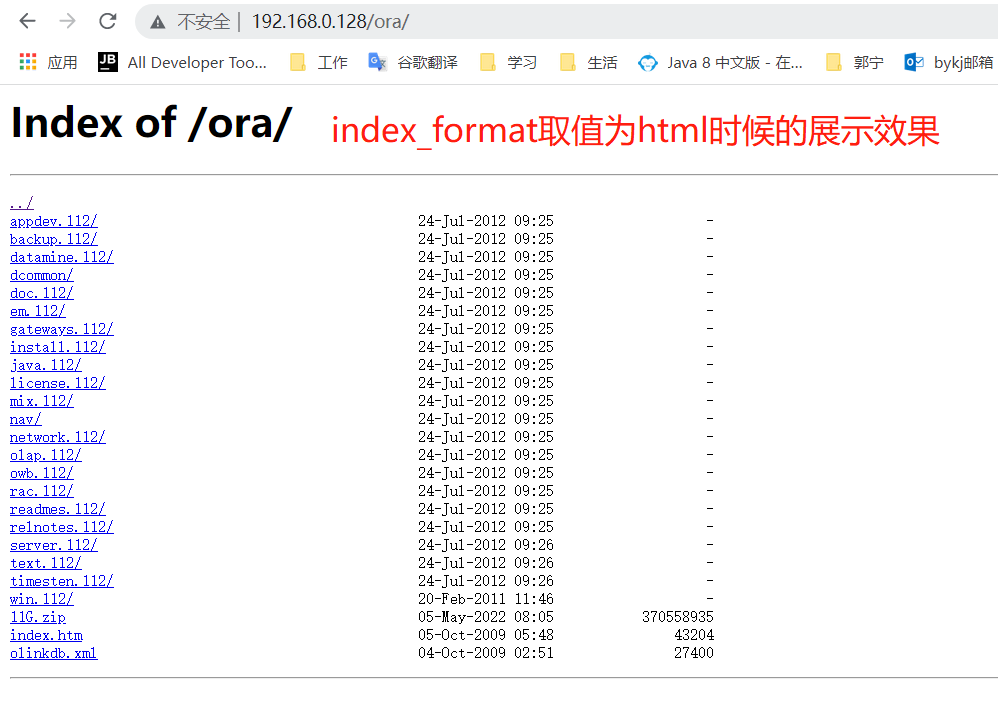 不安全 | 192.168.0.128/ora/
应用 JB All Developer Too... 工作 谷歌翻译 学习 生活 Java 8 中文版 - 在... 郭宁 bykj邮箱
Index of /ora/ index_format取值为html时候的展示效果
../
appdev.112/ 24-Jul-2012 09:25 -
backup.112/ 24-Jul-2012 09:25 -
datamine.112/ 24-Jul-2012 09:25 -
dcommon/ 24-Jul-2012 09:25 -
doc.112/ 24-Jul-2012 09:25 -
em.112/ 24-Jul-2012 09:25 -
gateways.112/ 24-Jul-2012 09:25 -
install.112/ 24-Jul-2012 09:25 -
java.112/ 24-Jul-2012 09:25 -
license.112/ 24-Jul-2012 09:25 -
mix.112/ 24-Jul-2012 09:25 -
nav/ 24-Jul-2012 09:25 -
network.112/ 24-Jul-2012 09:25 -
olap.112/ 24-Jul-2012 09:25 -
owb.112/ 24-Jul-2012 09:25 -
rac.112/ 24-Jul-2012 09:25 -
readmes.112/ 24-Jul-2012 09:25 -
relnotes.112/ 24-Jul-2012 09:25 -
server.112/ 24-Jul-2012 09:26 -
text.112/ 24-Jul-2012 09:26 -
timesten.112/ 24-Jul-2012 09:26 -
win.112/ 20-Feb-2011 11:46 -
11G.zip 05-May-2022 08:05 370558935
index.htm 05-Oct-2009 05:48 43204
olinkdb.xml 04-Oct-2009 02:51 27400